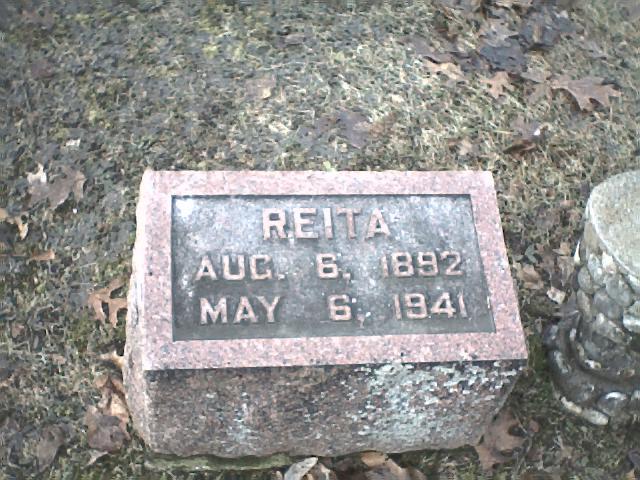 REITA
AUG. 6, 1892
MAY 6, 1941